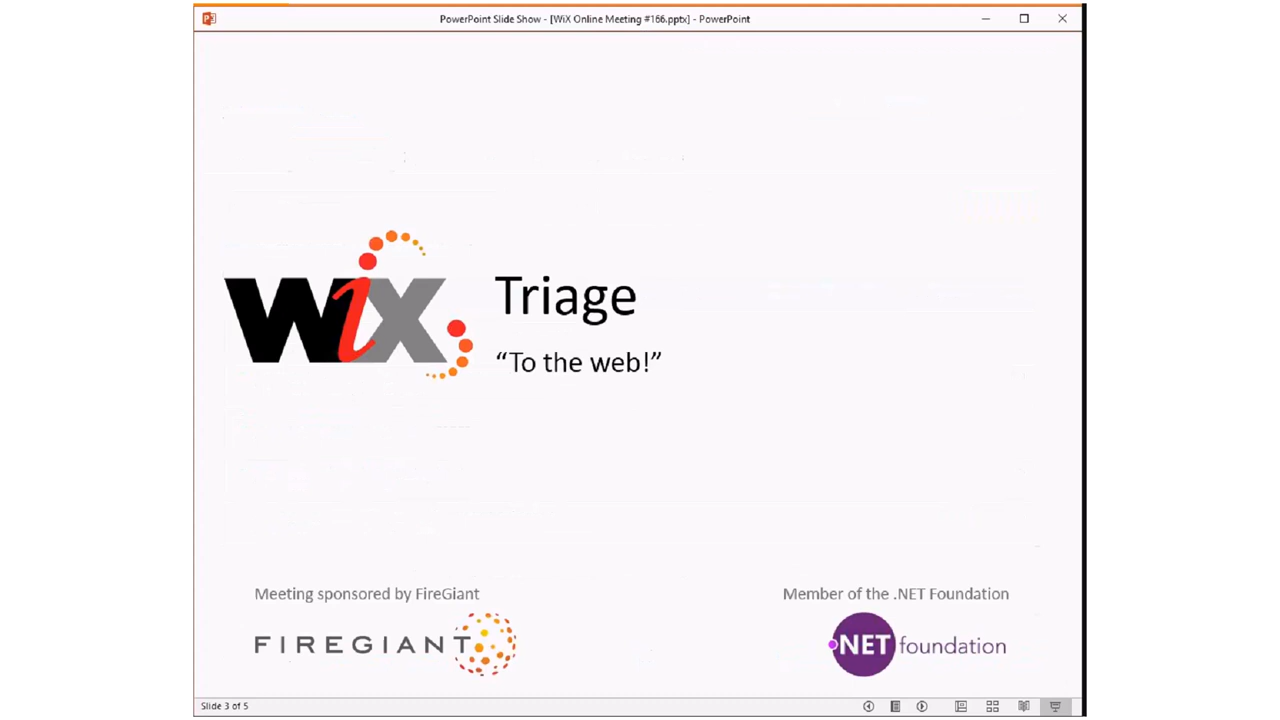 PowerPoint Slide Show - [WiX Online Meeting #166.pptx] - PowerPoint
WiX
Triage
“To the web!”
Meeting sponsored by FireGiant
Member of the .NET Foundation
FIREGIANT
.NET foundation
Slide 3 of 5